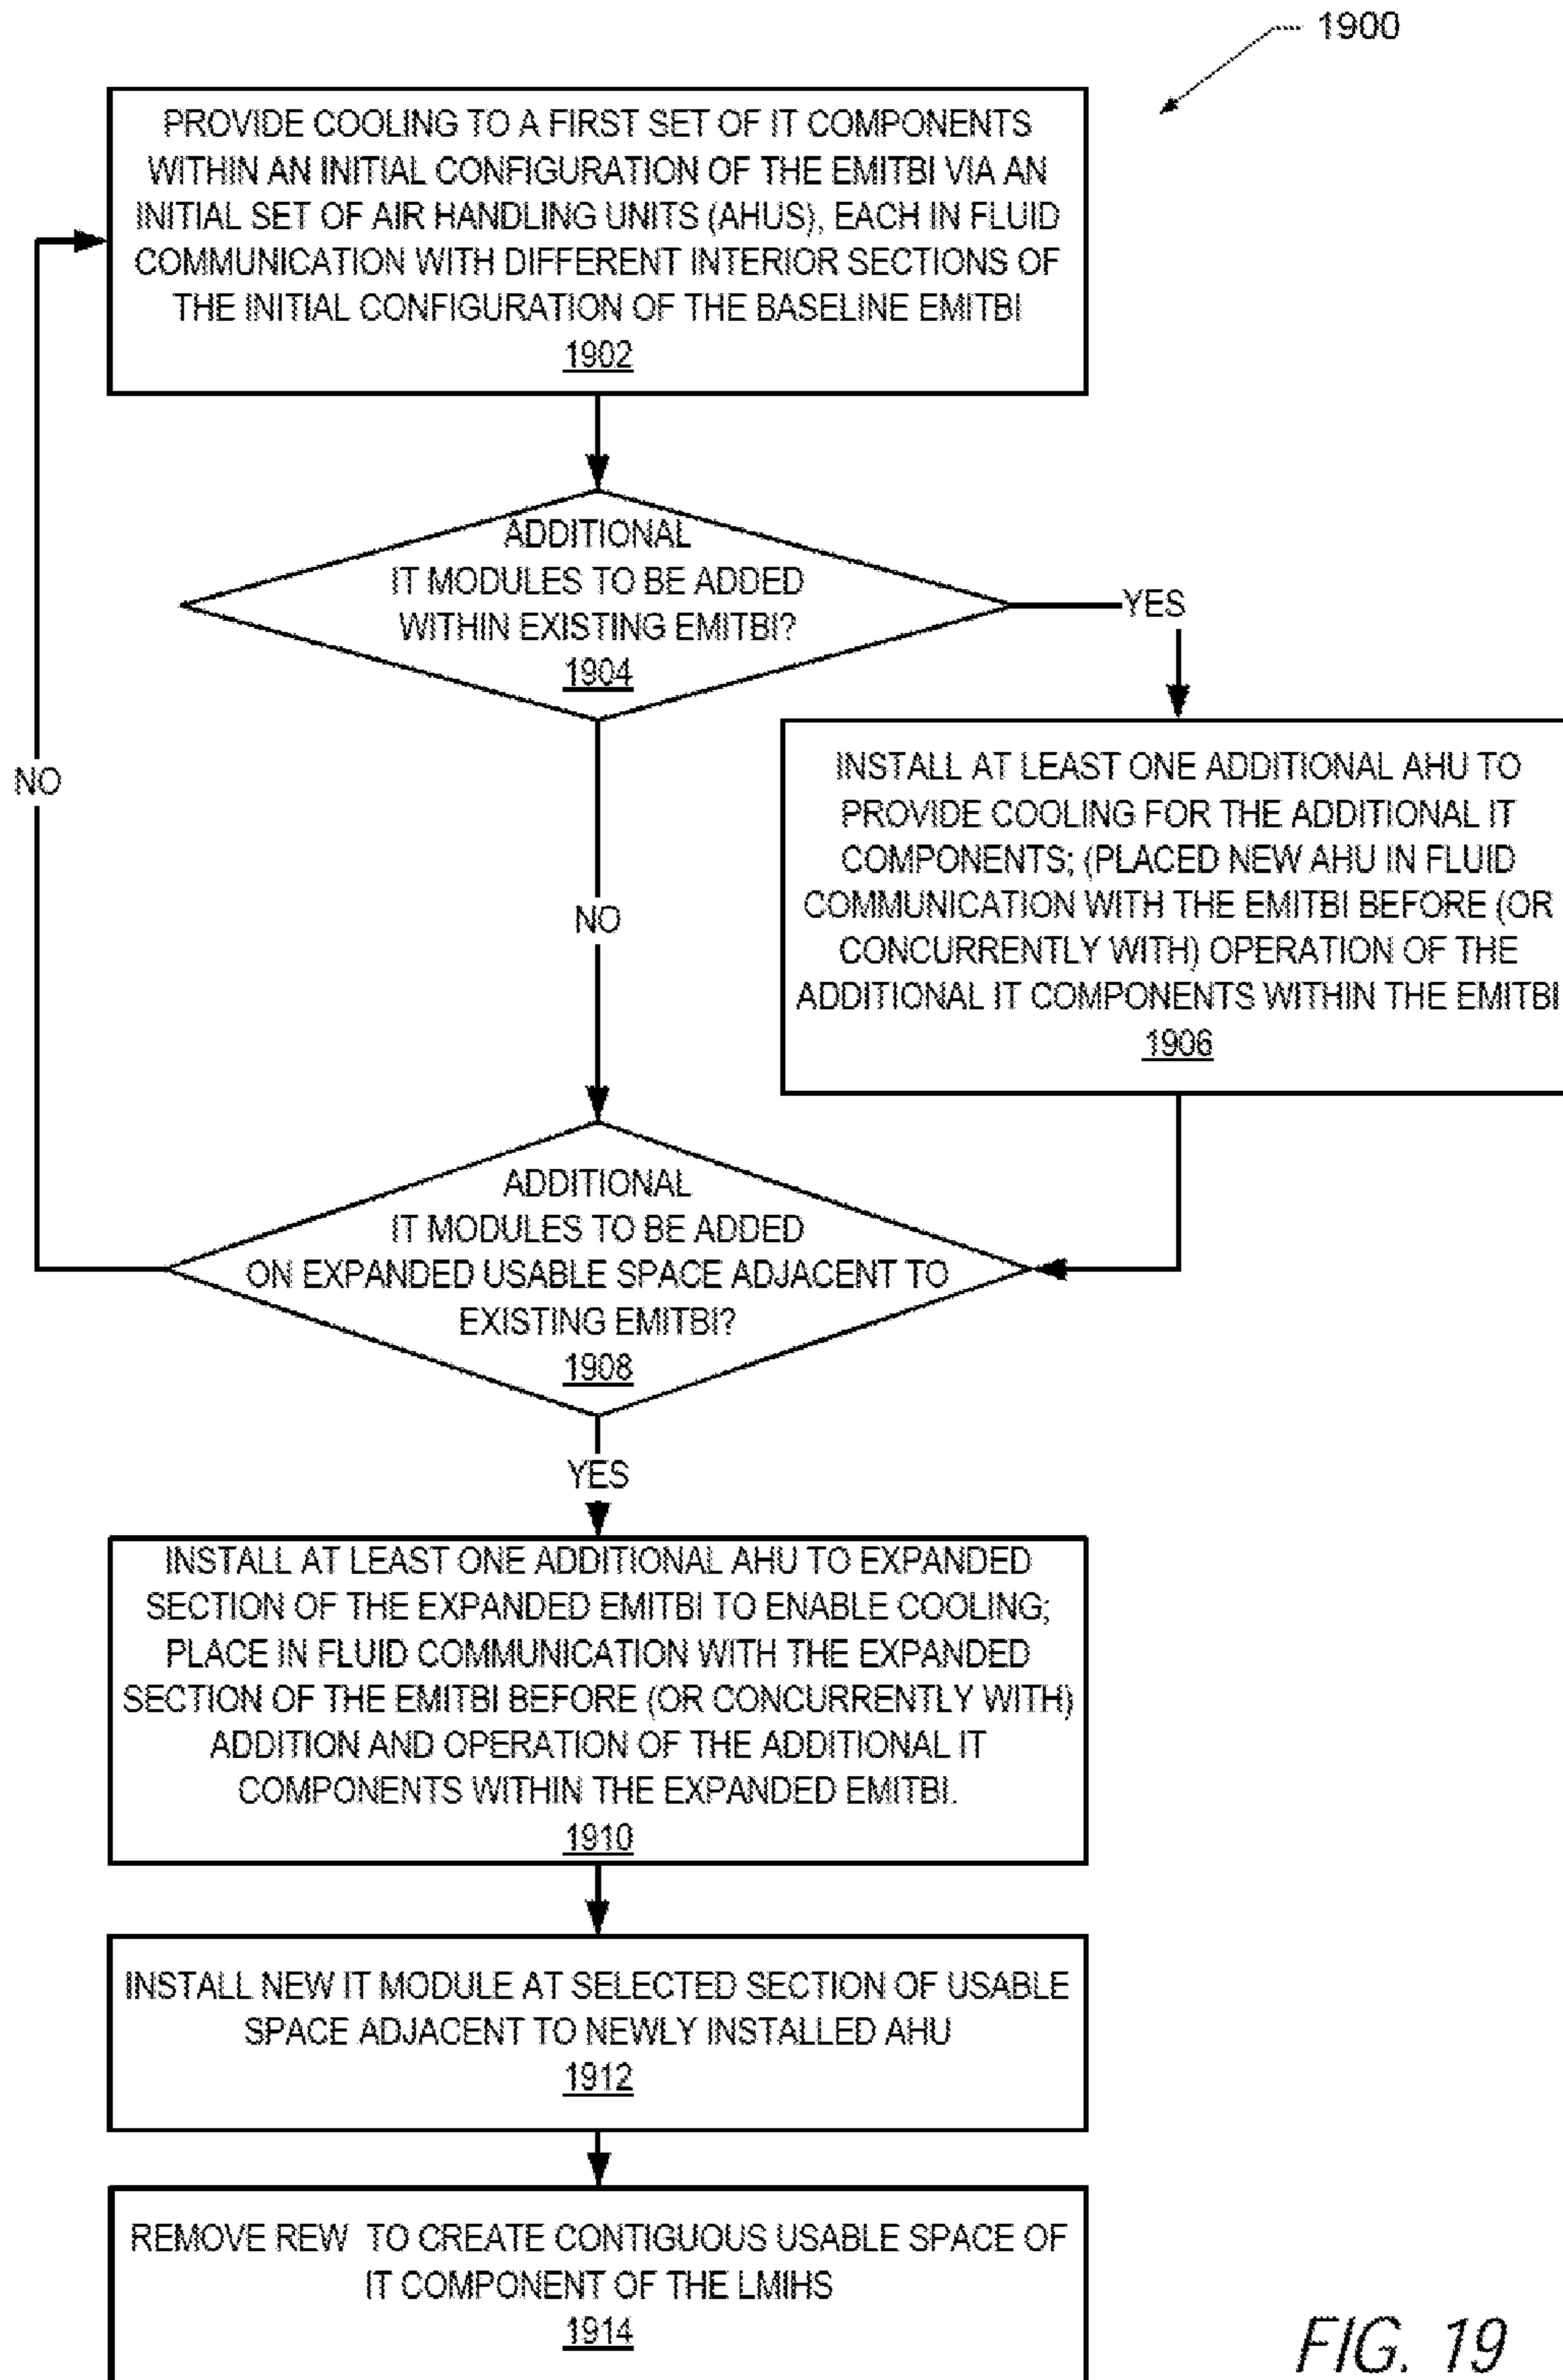 1900
PROVIDE COOLING TO A FIRST SET OF IT COMPONENTS
WITHIN AN INITIAL CONFIGURATION OF THE EMITBI VIA AN
INITIAL SET OF AIR HANDLING UNITS (AHUS), EACH IN FLUID
COMMUNICATION WITH DIFFERENT INTERIOR SECTIONS OF
THE INITIAL CONFIGURATION OF THE BASELINE EMITBI
1902
ADDITIONAL
IT MODULES TO BE ADDED
WITHIN EXISTING EMITBI?
1904
YES
NO
NO
INSTALL AT LEAST ONE ADDITIONAL AHU TO
PROVIDE COOLING FOR THE ADDITIONAL IT
COMPONENTS; (PLACED NEW AHU IN FLUID
COMMUNICATION WITH THE EMITBI BEFORE (OR
CONCURRENTLY WITH) OPERATION OF THE
ADDITIONAL IT COMPONENTS WITHIN THE EMITBI
1906
ADDITIONAL
IT MODULES TO BE ADDED
ON EXPANDED USABLE SPACE ADJACENT TO
EXISTING EMITBI?
1908
YES
INSTALL AT LEAST ONE ADDITIONAL AHU TO EXPANDED
SECTION OF THE EXPANDED EMITBI TO ENABLE COOLING;
PLACE IN FLUID COMMUNICATION WITH THE EXPANDED
SECTION OF THE EMITBI BEFORE (OR CONCURRENTLY WITH)
ADDITION AND OPERATION OF THE ADDITIONAL IT
COMPONENTS WITHIN THE EXPANDED EMITBI.
1910
INSTALL NEW IT MODULE AT SELECTED SECTION OF USABLE
SPACE ADJACENT TO NEWLY INSTALLED AHU
1912
REMOVE REW TO CREATE CONTIGUOUS USABLE SPACE OF
IT COMPONENT OF THE LMIHS
1914
FIG. 19